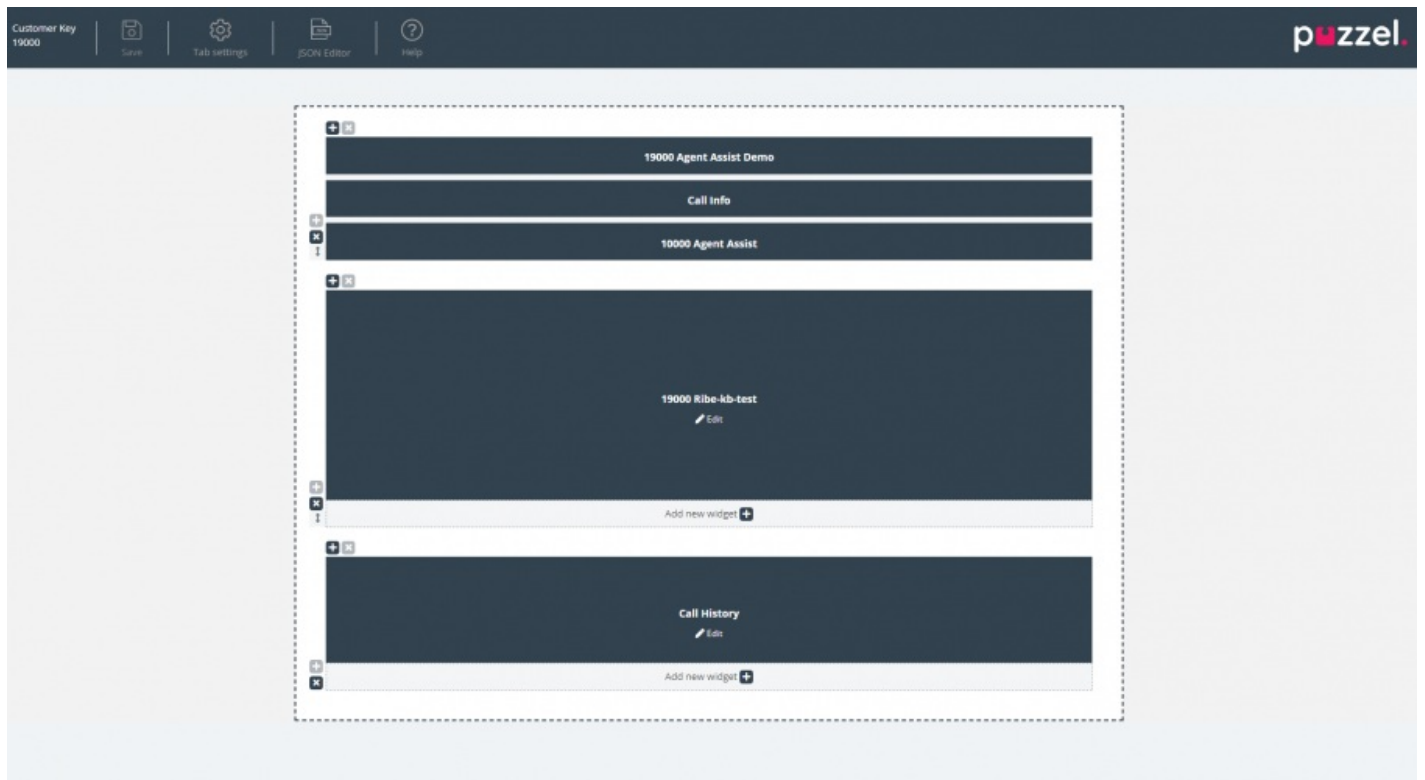 Customer Key
19000
Save
Tab settings
JSON Editor
Help
puzzel.
19000 Agent Assist Demo
Call Info
10000 Agent Assist
19000 Ribe-kb-test
Edit
Add new widget
Call History
Edit
Add new widget